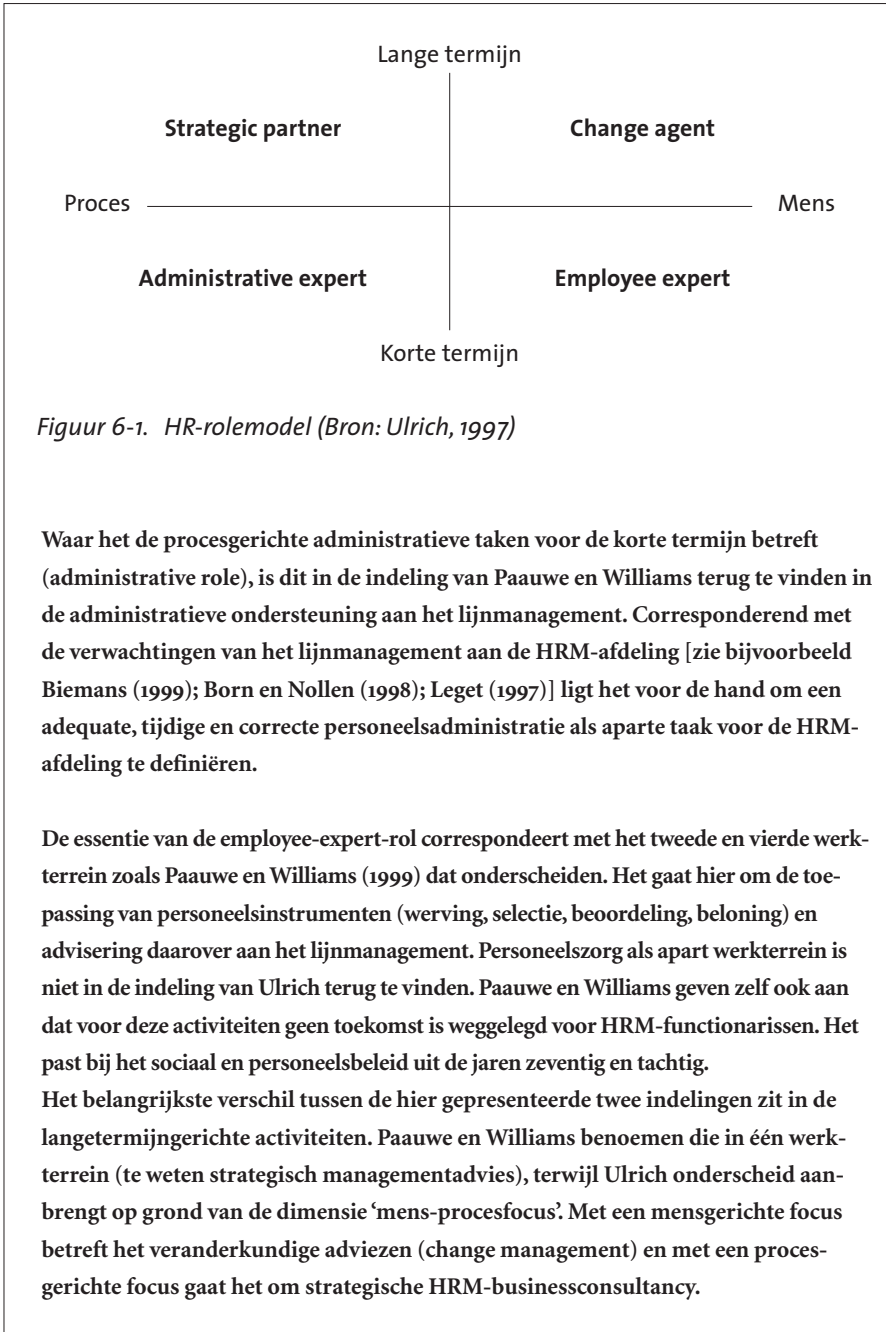 Lange termijn
Strategic partner Change agent
Proces Mens
Administrative expert Employee expert
Korte termijn
Figuur 6-1. HR-rolemodel (Bron: Ulrich, 1997)
Waar het de procesgerichte administratieve taken voor de korte termijn betreft
(administrative role), is dit in de indeling van Paauwe en Williams terug te vinden in
de administratieve ondersteuning aan het lijnmanagement. Corresponderend met
de verwachtingen van het lijnmanagement aan de HRM-afdeling [zie bijvoorbeeld
Biemans (1999); Born en Nollen (1998); Leget (1997)] ligt het voor de hand om een
adequate, tijdige en correcte personeelsadministratie als aparte taak voor de HRM-
afdeling te definiëren.
De essentie van de employee-expert-rol correspondeert met het tweede en vierde werk-
terrein zoals Paauwe en Williams (1999) dat onderscheiden. Het gaat hier om de toe-
passing van personeelsinstrumenten (werving, selectie, beoordeling, beloning) en
advisering daarover aan het lijnmanagement. Personeelszorg als apart werkterrein is
niet in de indeling van Ulrich terug te vinden. Paauwe en Williams geven zelf ook aan
dat voor deze activiteiten geen toekomst is weggelegd voor HRM-functionarissen. Het
past bij het sociaal en personeelsbeleid uit de jaren zeventig en tachtig.
Het belangrijkste verschil tussen de hier gepresenteerde twee indelingen zit in de
langetermijngerichte activiteiten. Paauwe en Williams benoemen die in één werk-
terrein (te weten strategisch managementadvies), terwijl Ulrich onderscheid aan-
brengt op grond van de dimensie ‘mens-procesfocus’. Met een mensgerichte focus
betreft het veranderkundige adviezen (change management) en met een proces-
gerichte focus gaat het om strategische HRM-businessconsultancy.